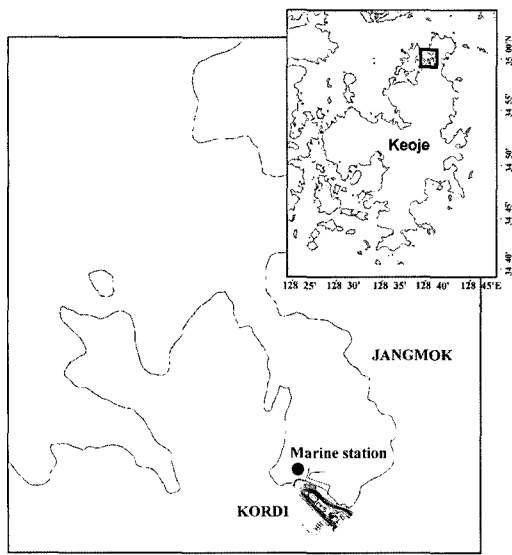 35 00'N
34 55'
34 50'
34 45'
34 40'
Keoje
128 25' 128 30' 35' 128 40' 128 45'E
JANGMOK
Marine station
KORDI